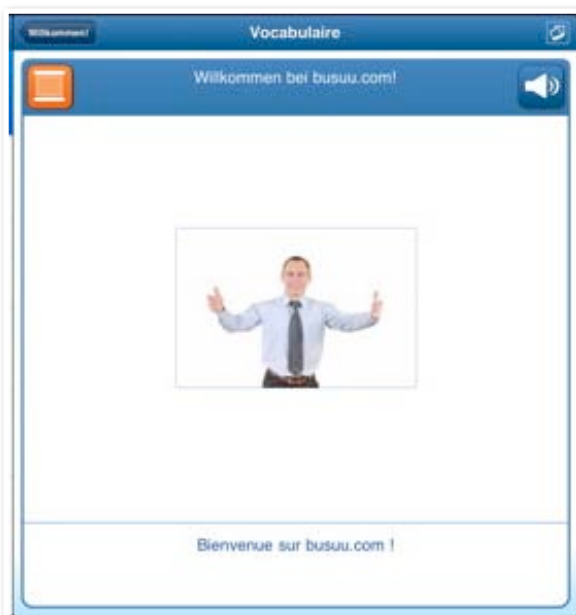 Willkommen!
Vocabulaire
Willkommen bei busuu.com!
Bienvenue sur busuu.com !